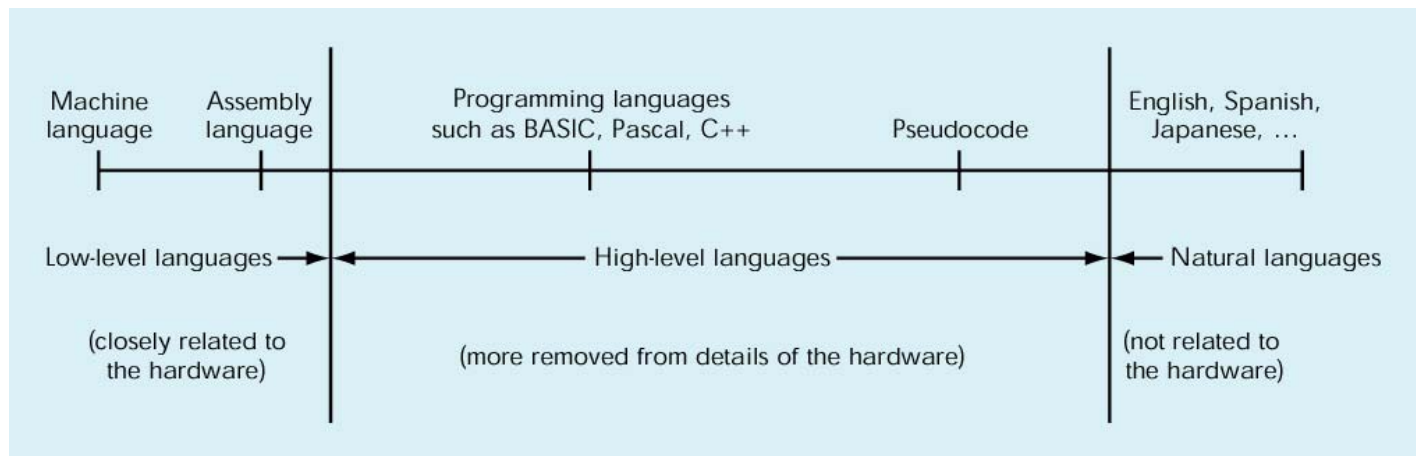 Machine
language
Assembly
language
Programming languages
such as BASIC, Pascal, C++
Pseudocode
English, Spanish,
Japanese, ...
Low-level languages
High-level languages
Natural languages
(closely related to
the hardware)
(more removed from details of the hardware)
(not related to
the hardware)